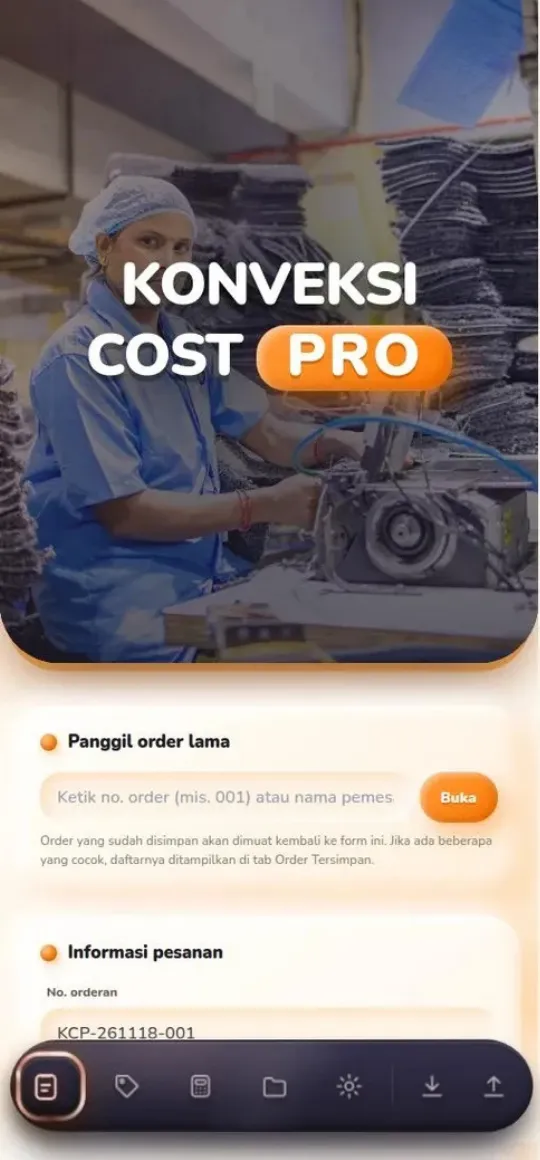 KONVEKSI
COST PRO
Panggil order lama
Ketik no. order (mis. 001) atau nama pemes
Buka
Order yang sudah disimpan akan dimuat kembali ke form ini. Jika ada beberapa
yang cocok, daftarnya ditampilkan di tab Order Tersimpan.
Informasi pesanan
No. orderan
KCP-261118-001